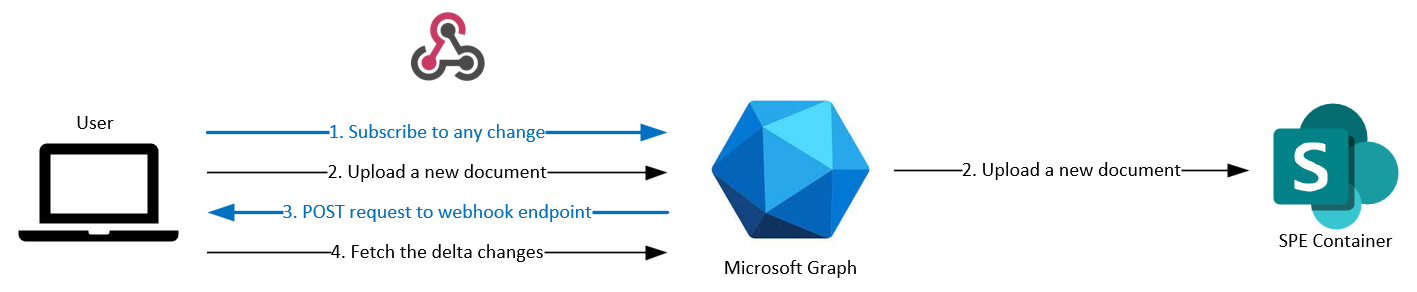 User
1. Subscribe to any change
2. Upload a new document
3. POST request to webhook endpoint
4. Fetch the delta changes
Microsoft Graph
2. Upload a new document
S
SPE Container